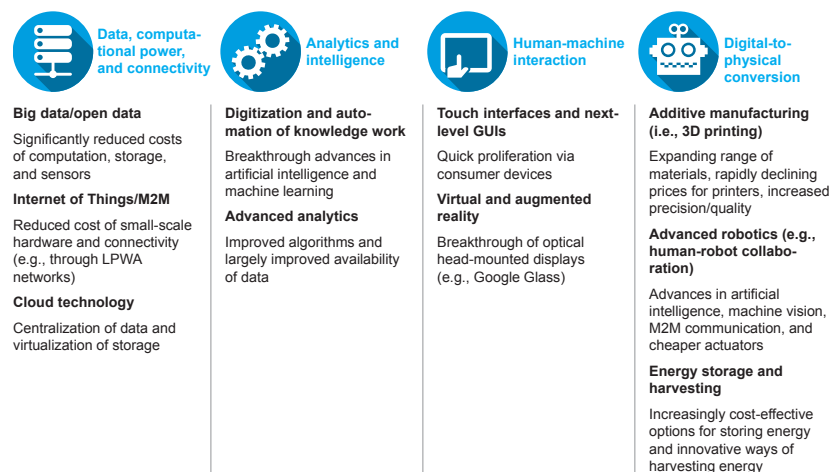 Data, computa-
tional power,
and connectivity
Big data/open data
Significantly reduced costs
of computation, storage,
and sensors
Internet of Things/M2M
Reduced cost of small-scale
hardware and connectivity
(e.g., through LPWA
networks)
Cloud technology
Centralization of data and
virtualization of storage
Analytics and
intelligence
Digitization and auto-
mation of knowledge work
Breakthrough advances in
artificial intelligence and
machine learning
Advanced analytics
Improved algorithms and
largely improved availability
of data
Human-machine
interaction
Touch interfaces and next-
level GUIs
Quick proliferation via
consumer devices
Virtual and augmented
reality
Breakthrough of optical
head-mounted displays
(e.g., Google Glass)
Digital-to-
physical
conversion
Additive manufacturing
(i.e., 3D printing)
Expanding range of
materials, rapidly declining
prices for printers, increased
precision/quality
Advanced robotics (e.g.,
human-robot collabo-
ration)
Advances in artificial
intelligence, machine vision,
M2M communication, and
cheaper actuators
Energy storage and
harvesting
Increasingly cost-effective
options for storing energy
and innovative ways of
harvesting energy